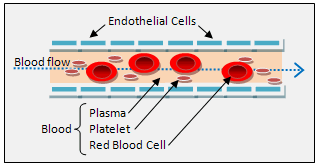 Endothelial Cells
Blood flow
Plasma
Blood
Platelet
Red Blood Cell